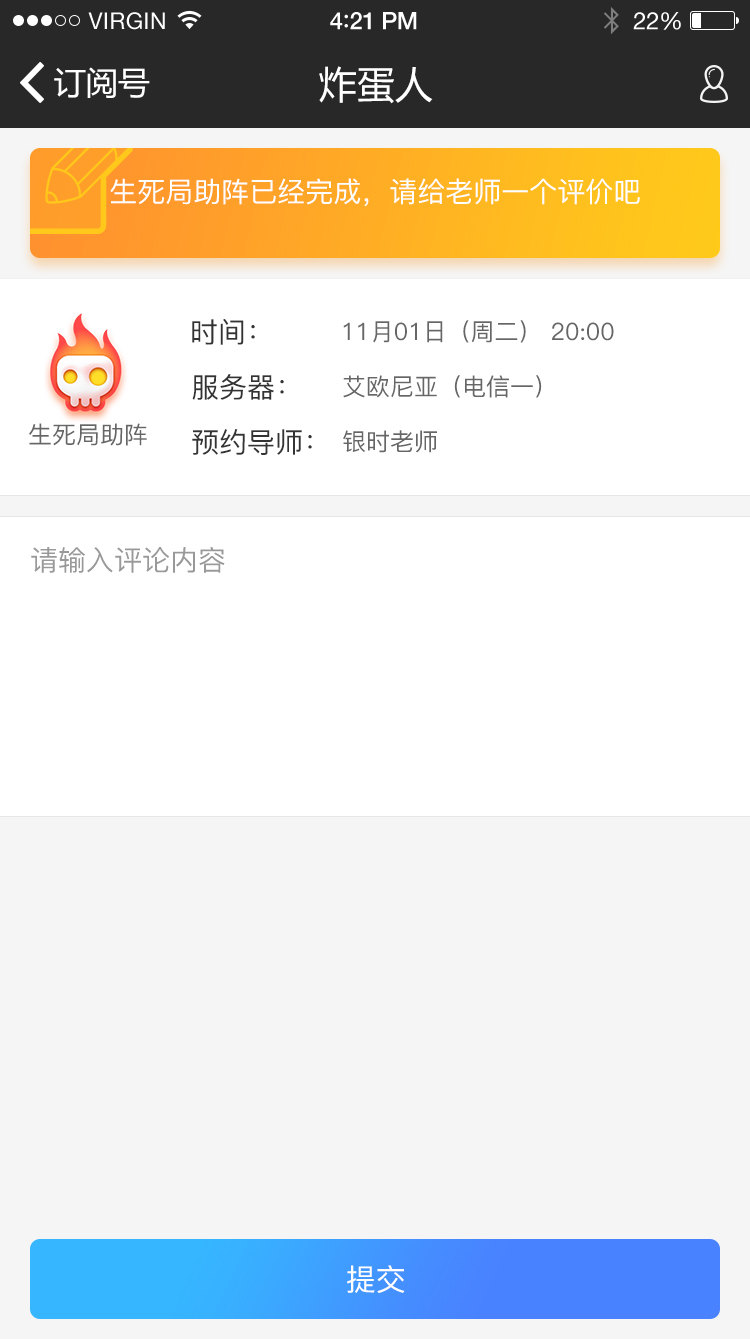 VIRGIN 4:21 PM 22%
订阅号 炸蛋人
生死局助阵已经完成，请给老师一个评价吧
时间： 11月01日（周二） 20:00
服务器： 艾欧尼亚（电信一）
生死局助阵
预约导师： 银时老师
请输入评论内容
提交